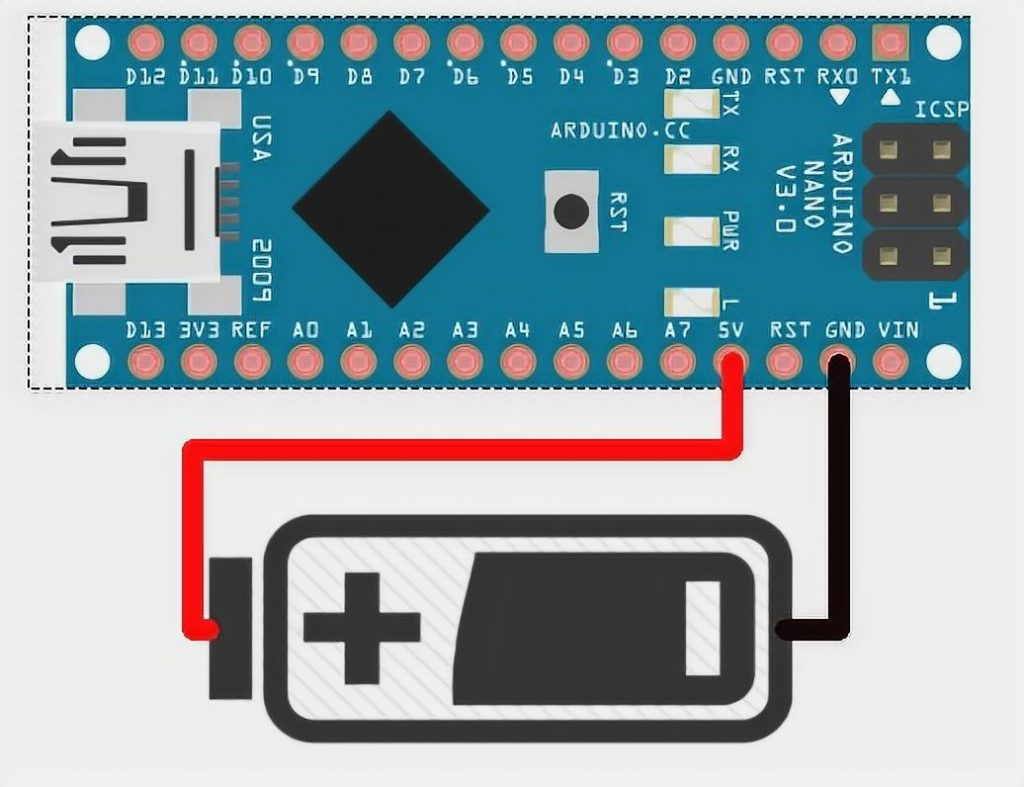 D12 D11 D10 D9 D8 D7 D6 D5 D4 D3 D2 GND RST RX0 TX1
ICSP
USA
ARDUINO.CC
TX
RX
RST
PWR
L
ARDUINO
NANO
V3.0
2009
1
D13 3V3 REF A0 A1 A2 A3 A4 A5 A6 A7 5V RST GND VIN